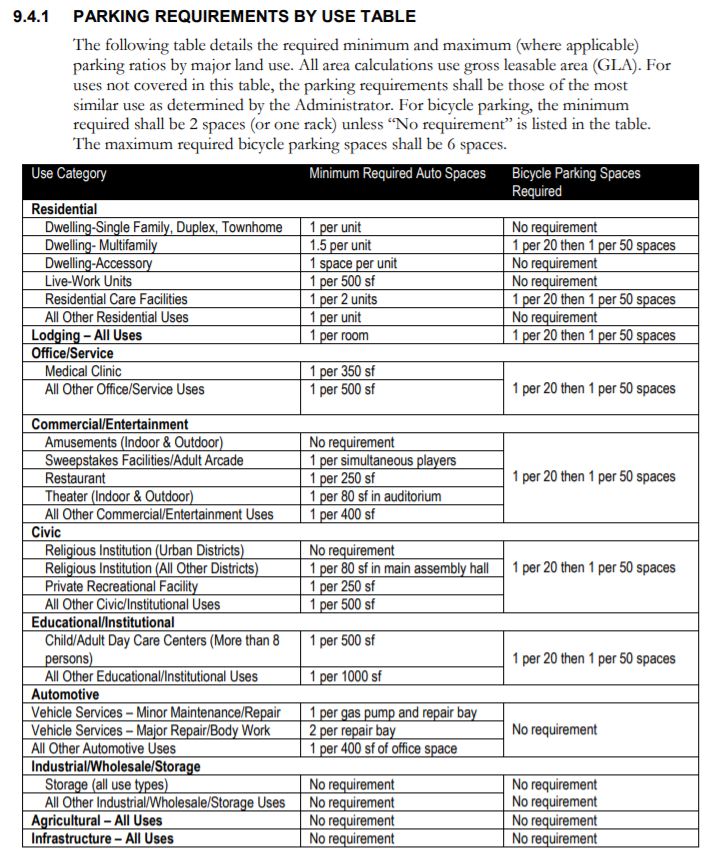 9.4.1 PARKING REQUIREMENTS BY USE TABLE
The following table details the required minimum and maximum (where applicable)
parking ratios by major land use. All area calculations use gross leasable area (GLA). For
uses not covered in this table, the parking requirements shall be those of the most
similar use as determined by the Administrator. For bicycle parking, the minimum
required shall be 2 spaces (or one rack) unless “No requirement” is listed in the table.
The maximum required bicycle parking spaces shall be 6 spaces.
Use Category Minimum Required Auto Spaces Bicycle Parking Spaces
Required
Residential
Dwelling-Single Family, Duplex, Townhome 1 per unit No requirement
Dwelling- Multifamily 1.5 per unit 1 per 20 then 1 per 50 spaces
Dwelling-Accessory 1 space per unit No requirement
Live-Work Units 1 per 500 sf No requirement
Residential Care Facilities 1 per 2 units 1 per 20 then 1 per 50 spaces
All Other Residential Uses 1 per unit No requirement
Lodging – All Uses 1 per room 1 per 20 then 1 per 50 spaces
Office/Service
Medical Clinic 1 per 350 sf
All Other Office/Service Uses 1 per 500 sf 1 per 20 then 1 per 50 spaces
Commercial/Entertainment
Amusements (Indoor & Outdoor) No requirement
Sweepstakes Facilities/Adult Arcade 1 per simultaneous players
Restaurant 1 per 250 sf 1 per 20 then 1 per 50 spaces
Theater (Indoor & Outdoor) 1 per 80 sf in auditorium
All Other Commercial/Entertainment Uses 1 per 400 sf
Civic
Religious Institution (Urban Districts) No requirement
Religious Institution (All Other Districts) 1 per 80 sf in main assembly hall 1 per 20 then 1 per 50 spaces
Private Recreational Facility 1 per 250 sf
All Other Civic/Institutional Uses 1 per 500 sf
Educational/Institutional
Child/Adult Day Care Centers (More than 8 1 per 500 sf
persons) 1 per 20 then 1 per 50 spaces
All Other Educational/Institutional Uses 1 per 1000 sf
Automotive
Vehicle Services – Minor Maintenance/Repair 1 per gas pump and repair bay
Vehicle Services – Major Repair/Body Work 2 per repair bay No requirement
All Other Automotive Uses 1 per 400 sf of office space
Industrial/Wholesale/Storage
Storage (all use types) No requirement No requirement
All Other Industrial/Wholesale/Storage Uses No requirement No requirement
Agricultural – All Uses No requirement No requirement
Infrastructure – All Uses No requirement No requirement